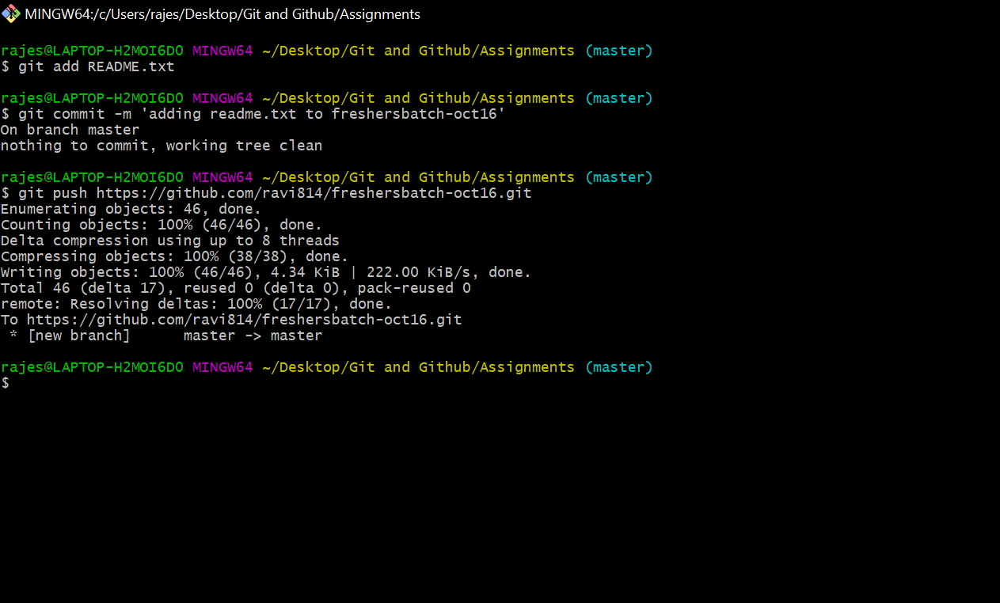 MINGW64:/c/Users/rajes/Desktop/Git and Github/Assignments
rajes@LAPTOP-H2MOI6DO MINGW64 ~/Desktop/Git and Github/Assignments (master)
$ git add README.txt
rajes@LAPTOP-H2MOI6DO MINGW64 ~/Desktop/Git and Github/Assignments (master)
$ git commit -m 'adding readme.txt to freshersbatch-oct16'
On branch master
nothing to commit, working tree clean
rajes@LAPTOP-H2MOI6DO MINGW64 ~/Desktop/Git and Github/Assignments (master)
$ git push https://github.com/ravi814/freshersbatch-oct16.git
Enumerating objects: 46, done.
Counting objects: 100% (46/46), done.
Delta compression using up to 8 threads
Compressing objects: 100% (38/38), done.
Writing objects: 100% (46/46), 4.34 KiB | 222.00 KiB/s, done.
Total 46 (delta 17), reused 0 (delta 0), pack-reused 0
remote: Resolving deltas: 100% (17/17), done.
To https://github.com/ravi814/freshersbatch-oct16.git
 * [new branch]      master -> master
rajes@LAPTOP-H2MOI6DO MINGW64 ~/Desktop/Git and Github/Assignments (master)
$